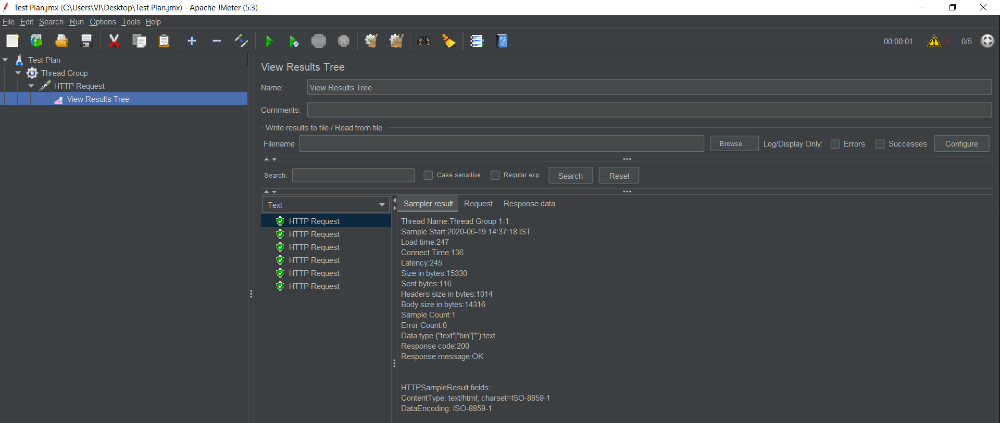 Test Plan.jmx (C:\Users\VJ\Desktop\Test Plan.jmx) - Apache JMeter (5.3)
File Edit Search Run Options Tools Help
STOP
00:00:01 3 0/5
Test Plan
Thread Group
HTTP Request
View Results Tree
View Results Tree
Name: View Results Tree
Comments:
Write results to file / Read from file
Filename Browse... Log/Display Only: Errors Successes Configure
Search: Case sensitive Regular exp. Search Reset
Text
HTTP Request
HTTP Request
HTTP Request
HTTP Request
HTTP Request
HTTP Request
Sampler result Request Response data
Thread Name:Thread Group 1-1
Sample Start:2020-06-19 14:37:18 IST
Load time:247
Connect Time:136
Latency:245
Size in bytes:15330
Sent bytes:116
Headers size in bytes:1014
Body size in bytes:14316
Sample Count:1
Error Count:0
Data type ("text"|"bin"|""):text
Response code:200
Response message:OK
HTTPSampleResult fields:
ContentType: text/html; charset=ISO-8859-1
DataEncoding: ISO-8859-1